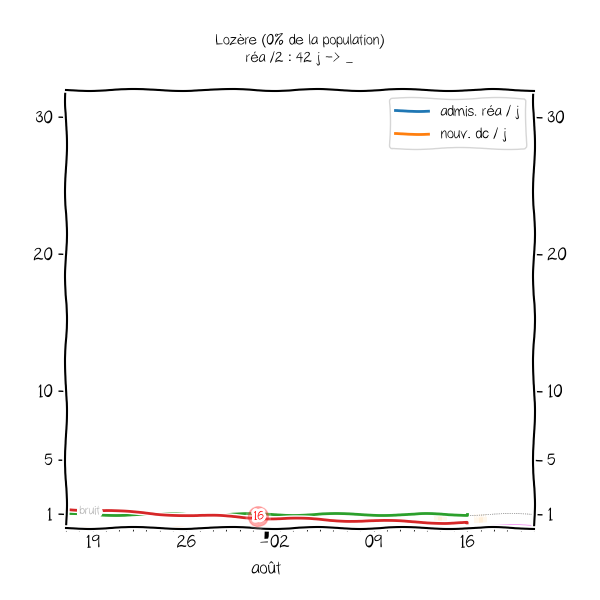 Lozère (0% de la population)
réa /2 : 42 j -> _
admis. réa / j
nouv. dc / j
30
30
20
20
10
10
5
5
1
bruit
16
1
19
26
02
09
16
août